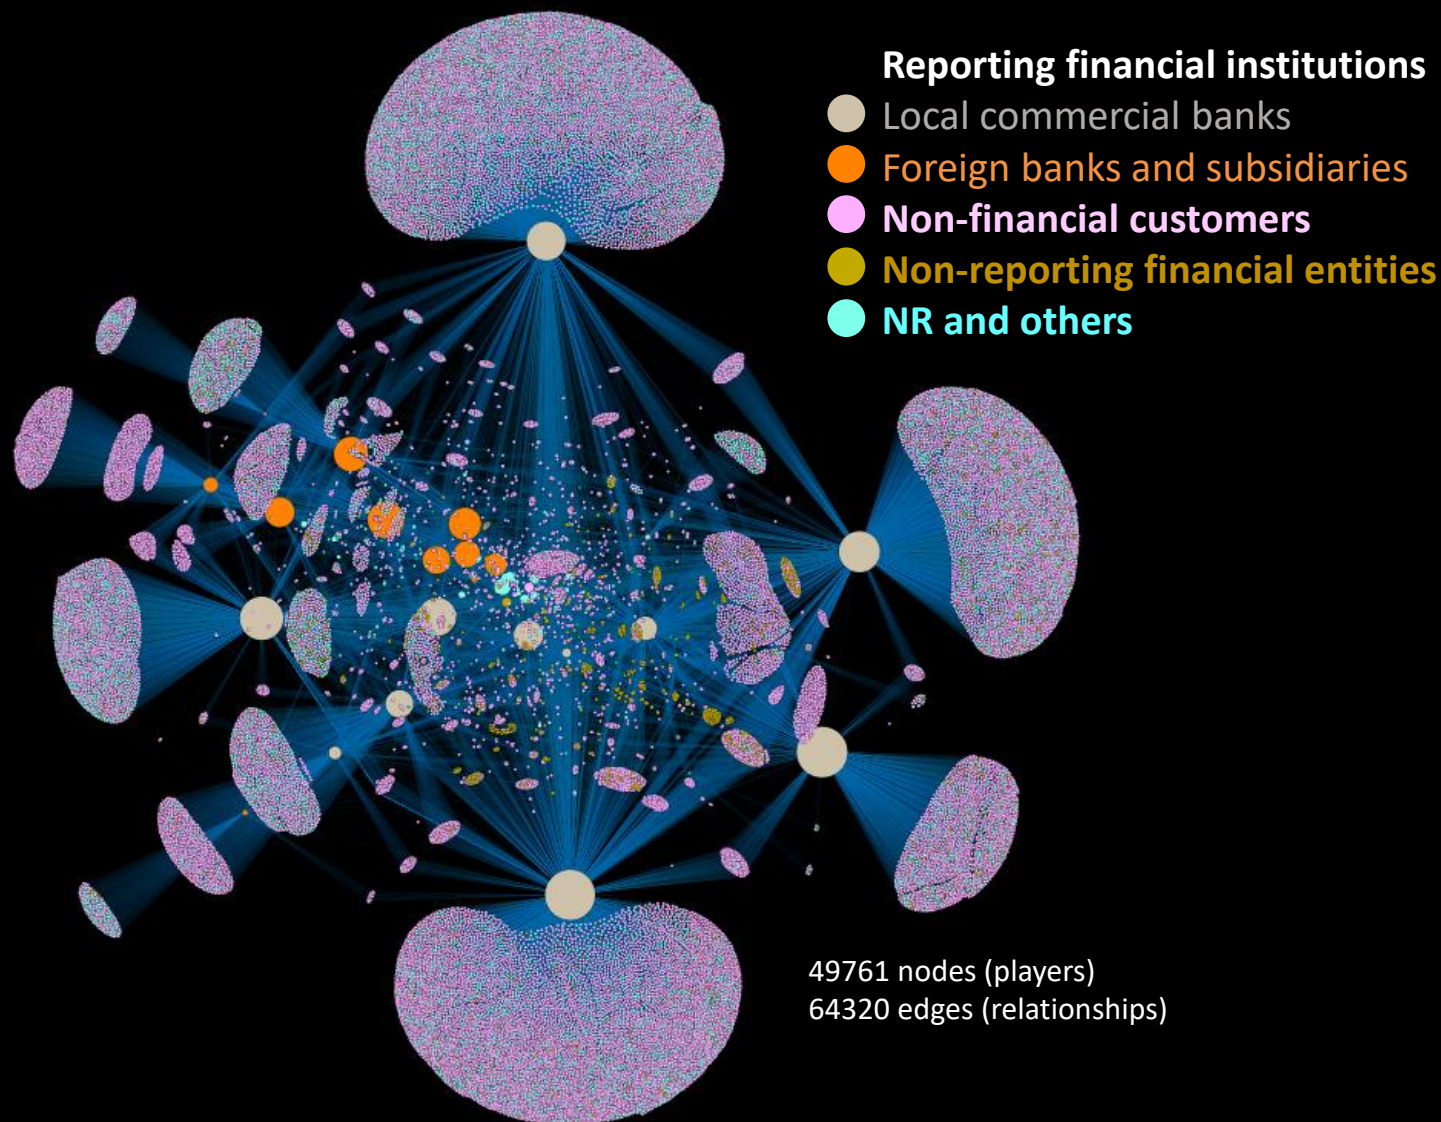 Reporting financial institutions
Local commercial banks
Foreign banks and subsidiaries
Non-financial customers
Non-reporting financial entities
NR and others
49761 nodes (players)
64320 edges (relationships)